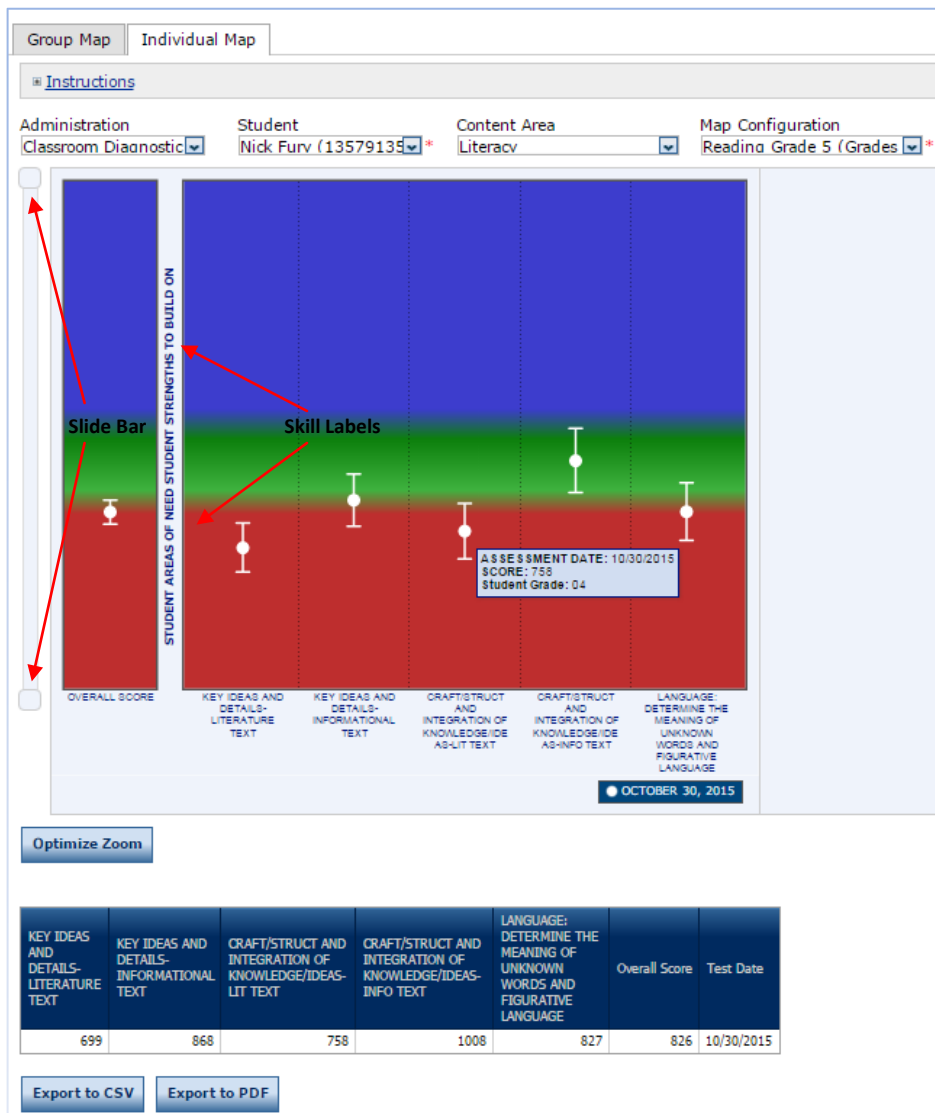 Group Map
Individual Map
Instructions
Administration
Student
Content Area
Map Configuration
Classroom Diagnostic
Nick Fury (13579135
*
Literacy
Reading Grade 5 (Grades
*
STUDENT AREAS OF NEED STUDENT STRENGTHS TO BUILD ON
Slide Bar
Skill Labels
ASSESSMENT DATE: 10/30/2015
SCORE: 758
Student Grade: 04
OVERALL SCORE
KEY IDEAS AND
DETAILS-
LITERATURE
TEXT
KEY IDEAS AND
DETAILS-
INFORMATIONAL
TEXT
CRAFT/STRUCT
AND
INTEGRATION OF
KNOWLEDGE/IDE
AS-LIT TEXT
CRAFT/STRUCT
AND
INTEGRATION OF
KNOWLEDGE/IDE
AS-INFO TEXT
LANGUAGE:
DETERMINE THE
MEANING OF
UNKNOWN
WORDS AND
FIGURATIVE
LANGUAGE
OCTOBER 30, 2015
Optimize Zoom
KEY IDEAS
AND
DETAILS-
LITERATURE
TEXT
KEY IDEAS AND
DETAILS-
INFORMATIONAL
TEXT
CRAFT/STRUCT AND
INTEGRATION OF
KNOWLEDGE/IDEAS-
LIT TEXT
CRAFT/STRUCT AND
INTEGRATION OF
KNOWLEDGE/IDEAS-
INFO TEXT
LANGUAGE:
DETERMINE THE
MEANING OF
UNKNOWN
WORDS AND
FIGURATIVE
LANGUAGE
Overall Score
Test Date
699
868
758
1008
827
826
10/30/2015
Export to CSV
Export to PDF